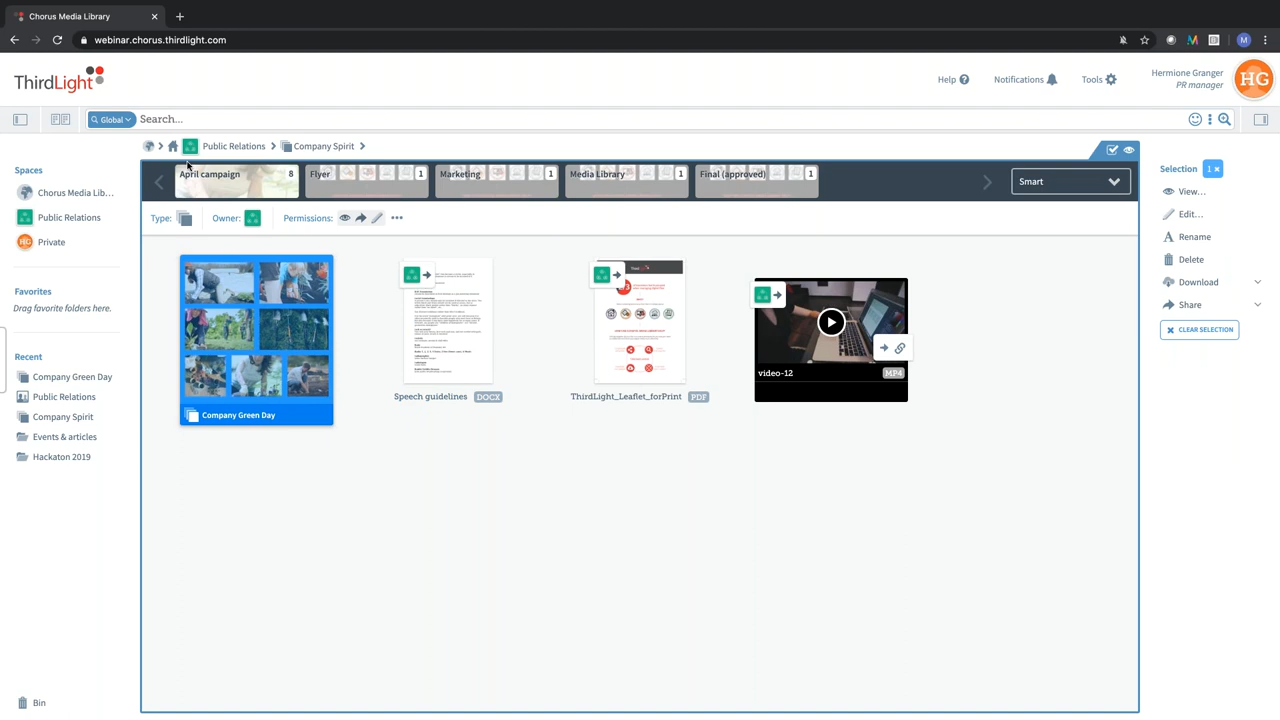 Chorus Media Library
webinar.chorus.thirdlight.com
M
ThirdLight
Help ?
Notifications
Tools
Hermione Granger
PR manager
HG
Global
Search...
Public Relations
Company Spirit
Spaces
Chorus Media Lib...
Public Relations
HG Private
Favorites
Drag favorite folders here.
Recent
Company Green Day
Public Relations
Company Spirit
Events & articles
Hackaton 2019
Bin
April campaign 8
Flyer 1
Marketing 1
Media Library 1
Final (approved) 1
Smart
Type:
Owner:
Permissions:
Company Green Day
Speech guidelines DOCX
ThirdLight_Leaflet_forPrint PDF
video-12 MP4
Selection 1 x
View...
Edit...
Rename
Delete
Download
Share
CLEAR SELECTION